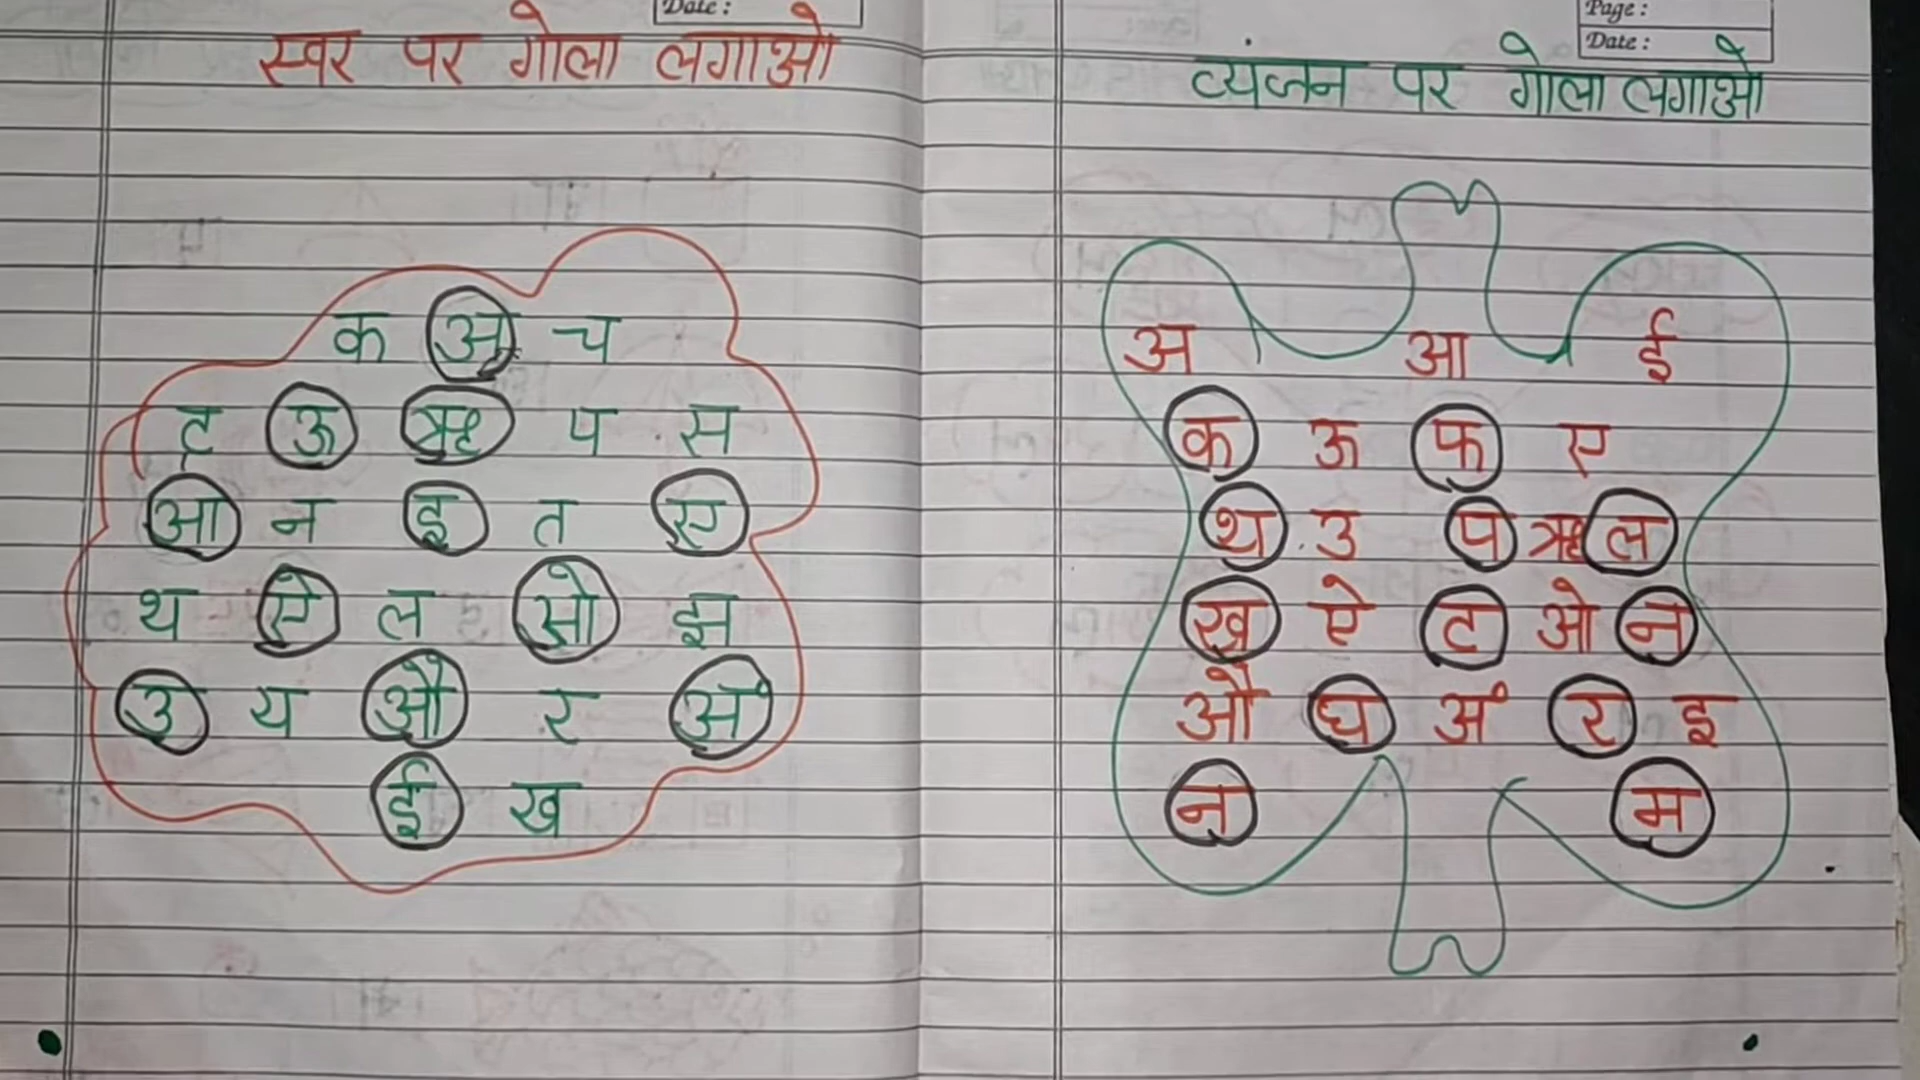 Date :
स्वर पर गोला लगाओ
क अ च
ट ऊ ऋ प स
आ न इ त ए
थ ऐ ल ओ झ
उ य औ र अं
ई ख
Page :
Date :
व्यंजन पर गोला लगाओ
अ आ ई
क ऊ फ ए
थ उ प ऋ ल
ख ऐ ट ओ न
औ घ अं र इ
न म